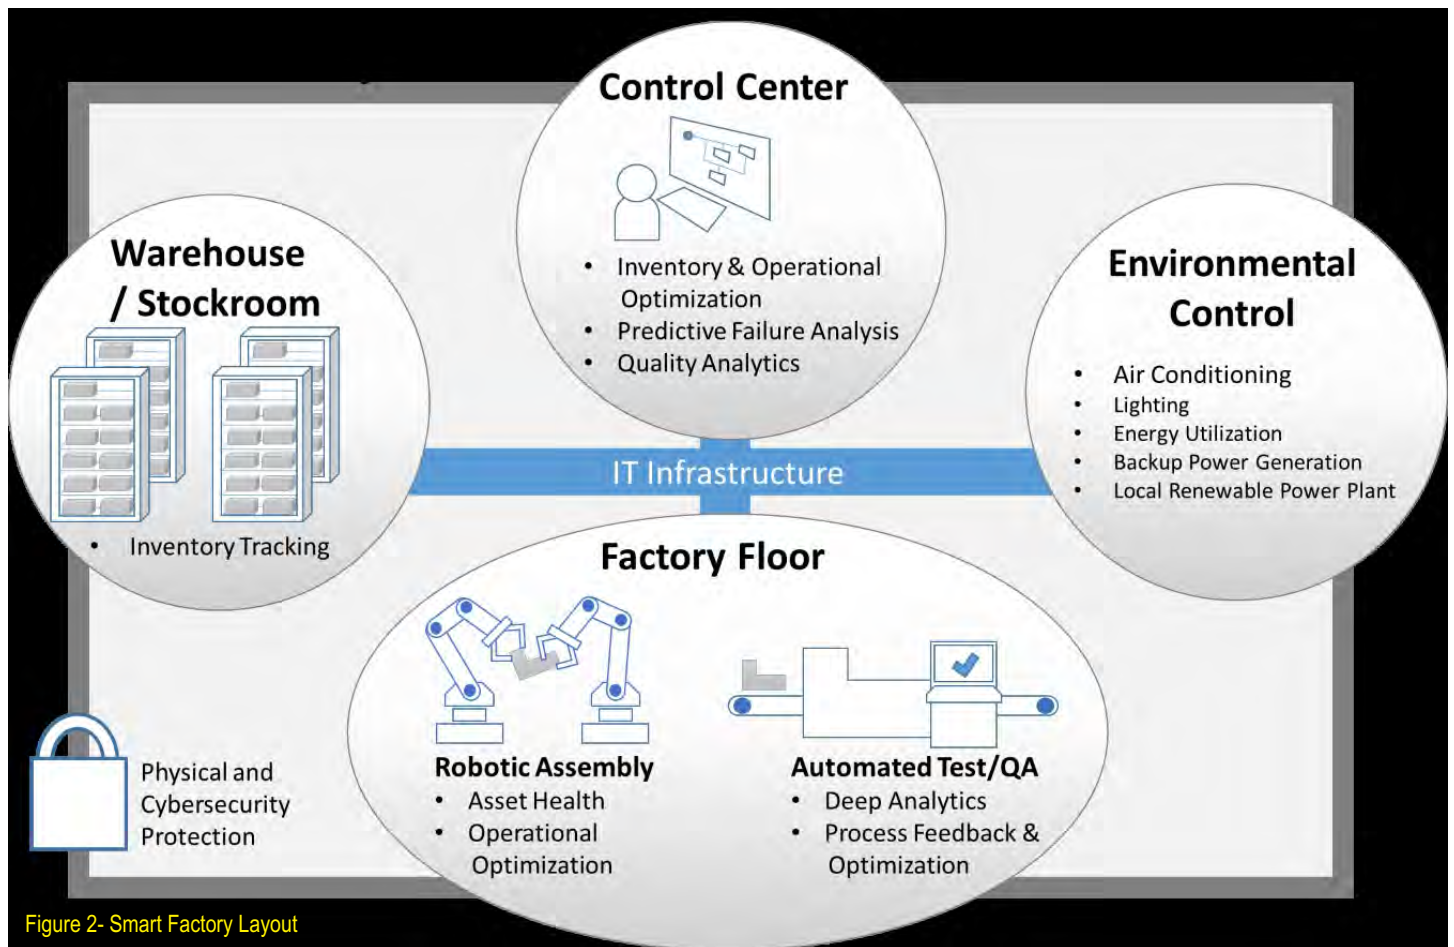 Control Center
• Inventory & Operational
Optimization
• Predictive Failure Analysis
• Quality Analytics
Warehouse
/ Stockroom
• Inventory Tracking
Environmental
Control
• Air Conditioning
• Lighting
• Energy Utilization
• Backup Power Generation
• Local Renewable Power Plant
IT Infrastructure
Factory Floor
Robotic Assembly
• Asset Health
• Operational
Optimization
Automated Test/QA
• Deep Analytics
• Process Feedback &
Optimization
Physical and
Cybersecurity
Protection
Figure 2- Smart Factory Layout